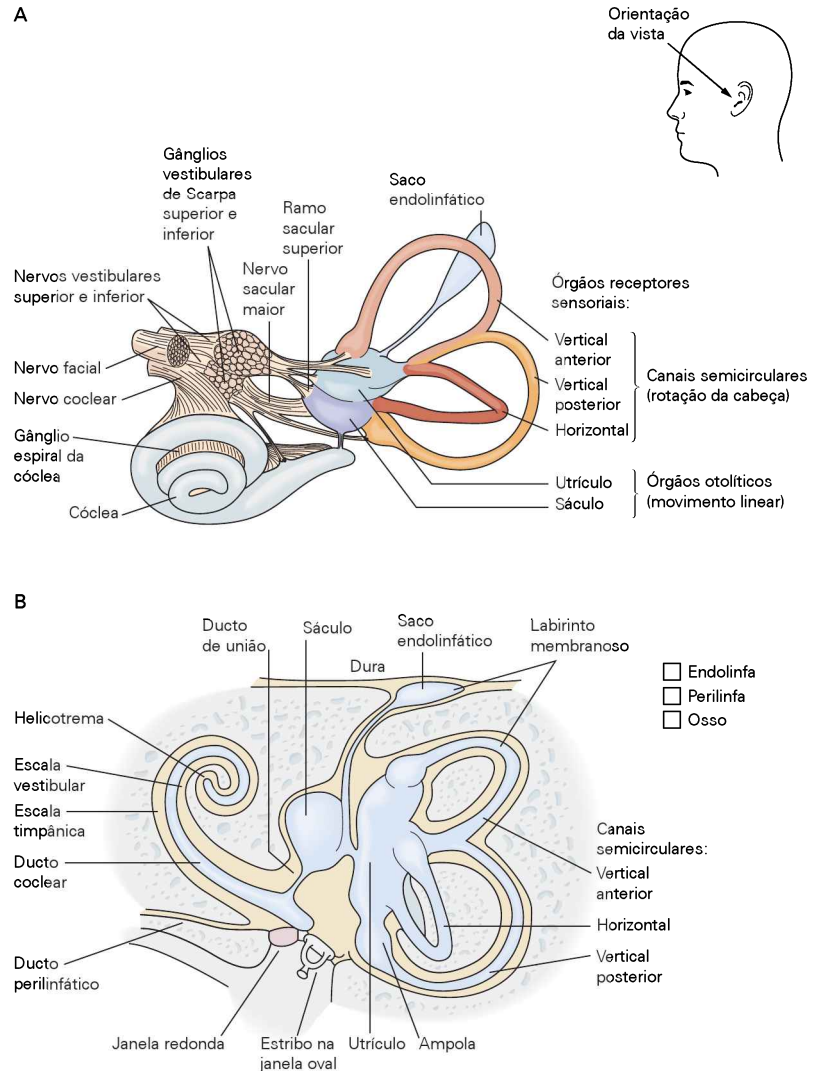 A
Orientação
da vista
Gânglios
vestibulares
de Scarpa
superior e
inferior
Ramo
sacular
superior
Saco
endolinfático
Nervos vestibulares
superior e inferior
Nervo
sacular
maior
Órgãos receptores
sensoriais:
Vertical
anterior
Vertical
posterior
Horizontal
Canais semicirculares
(rotação da cabeça)
Nervo facial
Nervo coclear
Gânglio
espiral da
cóclea
Cóclea
Utrículo
Sáculo
Órgãos otolíticos
(movimento linear)
B
Ducto
de união
Sáculo
Saco
endolinfático
Labirinto
membranoso
Dura
Endolinfa
Perilinfa
Osso
Helicotrema
Escala
vestibular
Escala
timpânica
Ducto
coclear
Canais
semicirculares:
Vertical
anterior
Horizontal
Vertical
posterior
Ducto
perilinfático
Janela redonda
Estribo na
janela oval
Utrículo
Ampola